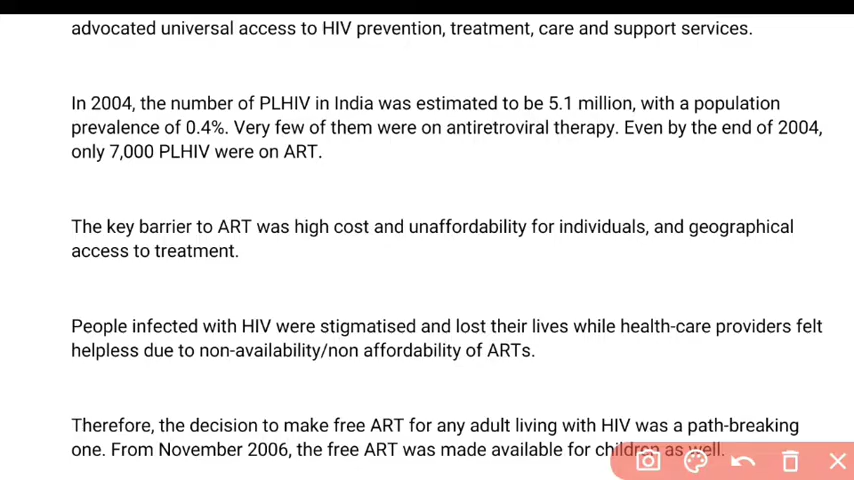 advocated universal access to HIV prevention, treatment, care and support services.
In 2004, the number of PLHIV in India was estimated to be 5.1 million, with a population
prevalence of 0.4%. Very few of them were on antiretroviral therapy. Even by the end of 2004,
only 7,000 PLHIV were on ART.
The key barrier to ART was high cost and unaffordability for individuals, and geographical
access to treatment.
People infected with HIV were stigmatised and lost their lives while health-care providers felt
helpless due to non-availability/non affordability of ARTs.
Therefore, the decision to make free ART for any adult living with HIV was a path-breaking
one. From November 2006, the free ART was made available for children as well.